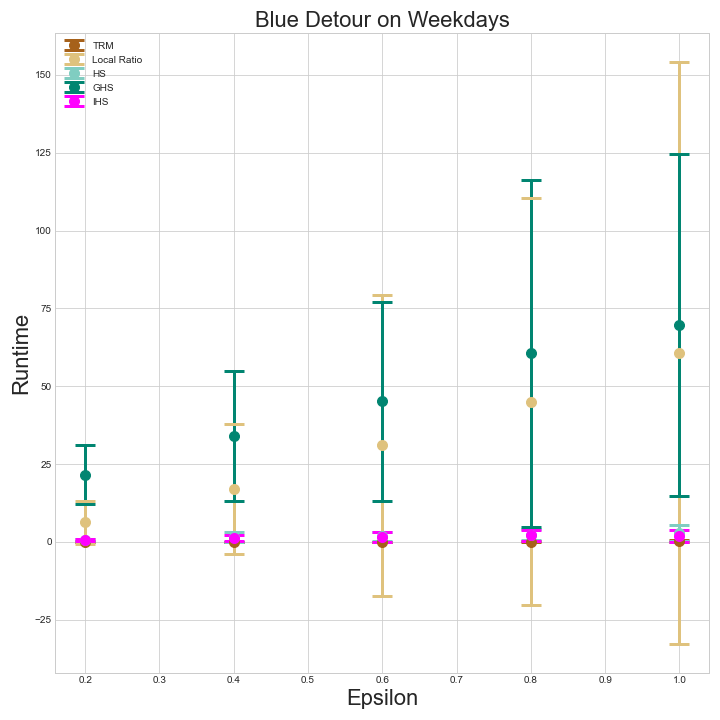 Blue Detour on Weekdays
TRM
Local Ratio
HS
GHS
IHS
150
125
100
75
50
25
0
−25
Runtime
0.2
0.3
0.4
0.5
0.6
0.7
0.8
0.9
1.0
Epsilon